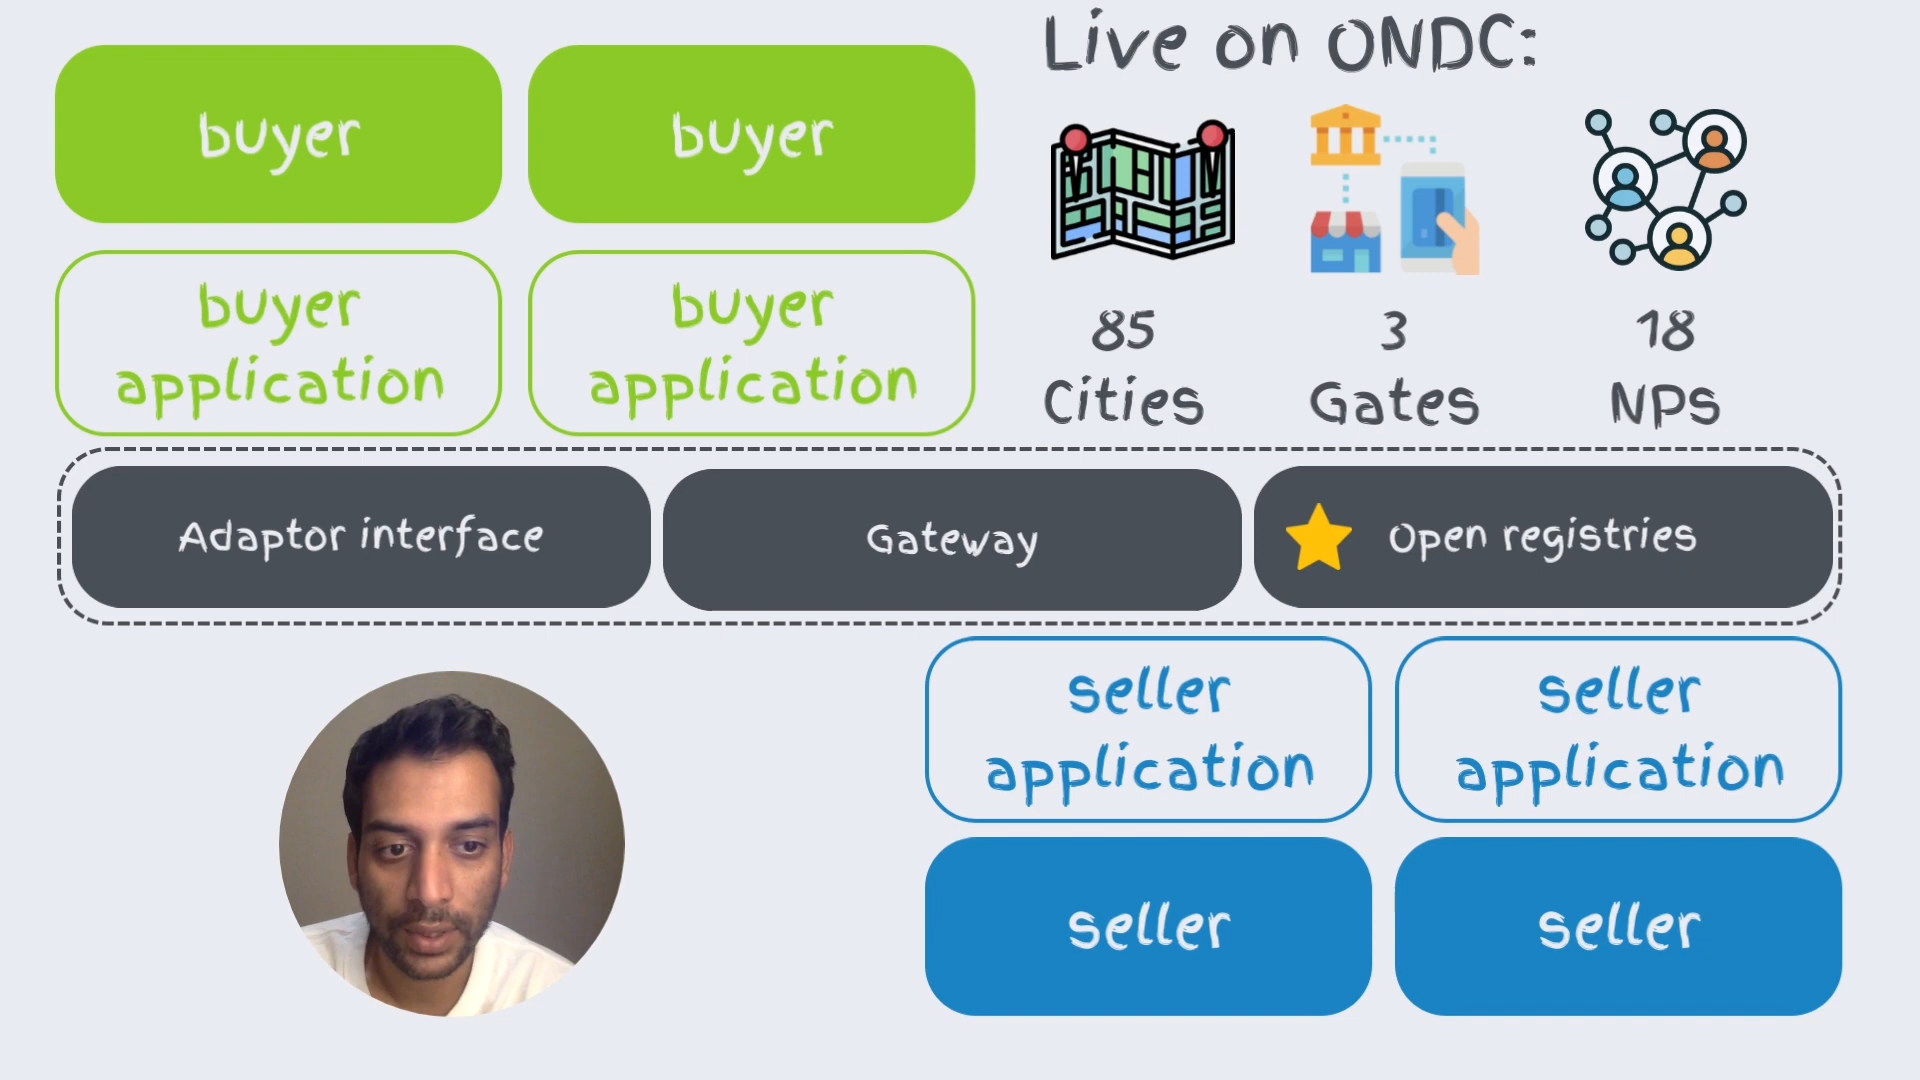 Live on ONDC:
buyer
buyer
buyer
application
buyer
application
85
Cities
3
Gates
18
NPs
Adaptor interface
Gateway
Open registries
seller
application
seller
application
seller
seller